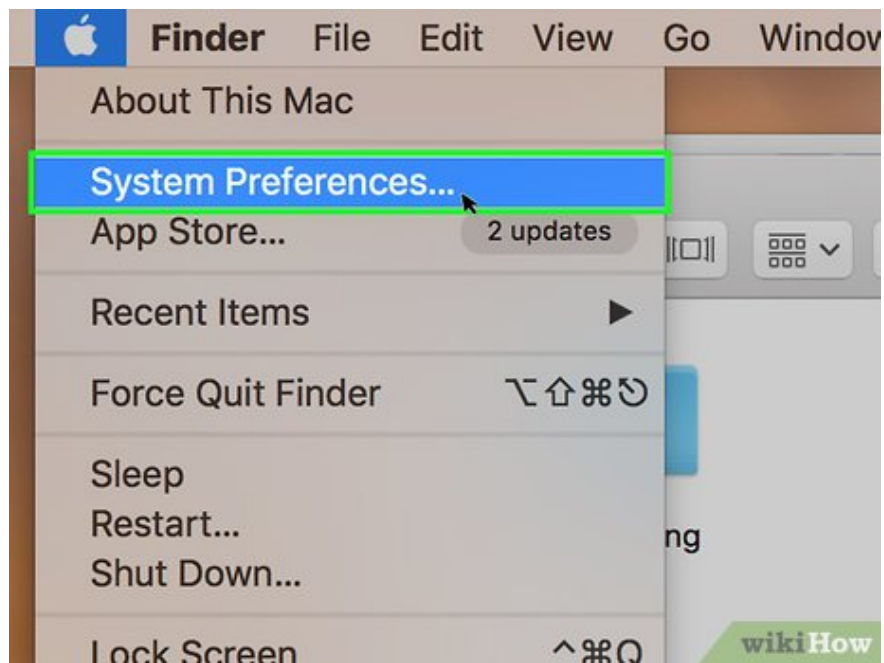 Finder File Edit View Go Window
About This Mac
System Preferences...
App Store... 2 updates
Recent Items
Force Quit Finder ⌥⇧⌘⎋
Sleep
Restart...
Shut Down...
Lock Screen ^⌘Q
ng
wikiHow